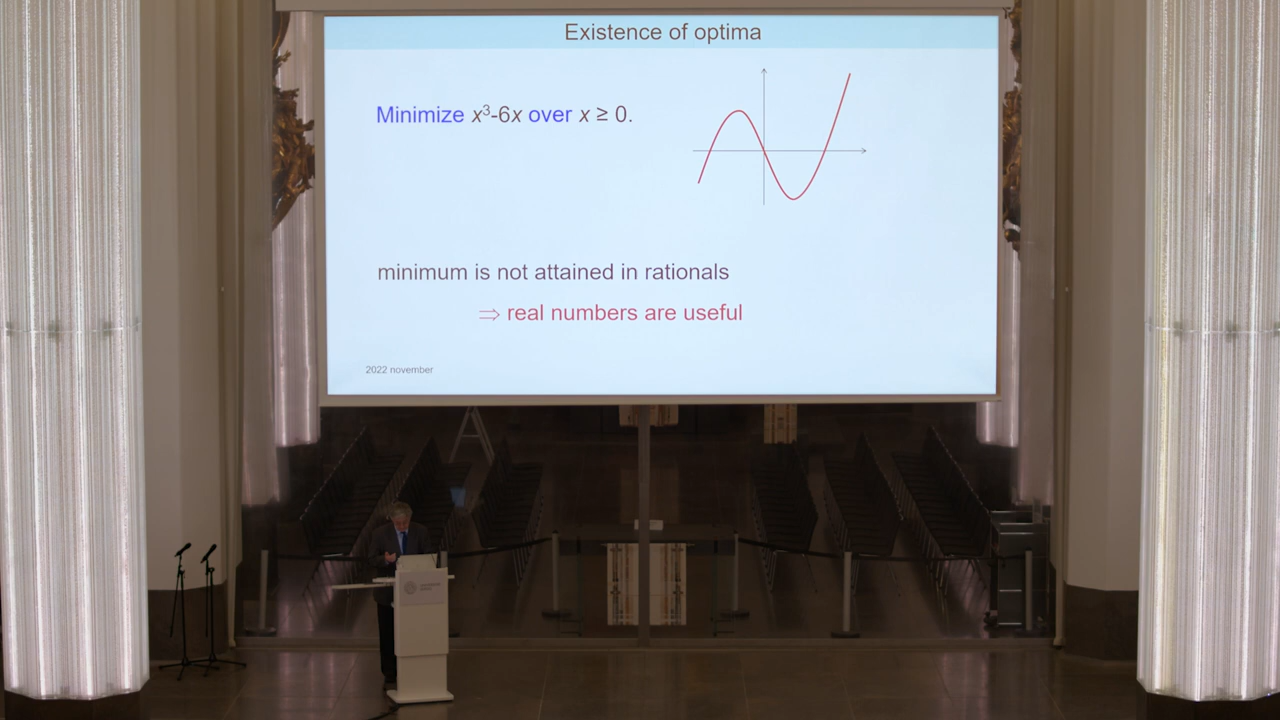 Existence of optima
Minimize x³-6x over x ≥ 0.
minimum is not attained in rationals
⇒ real numbers are useful
2022 november